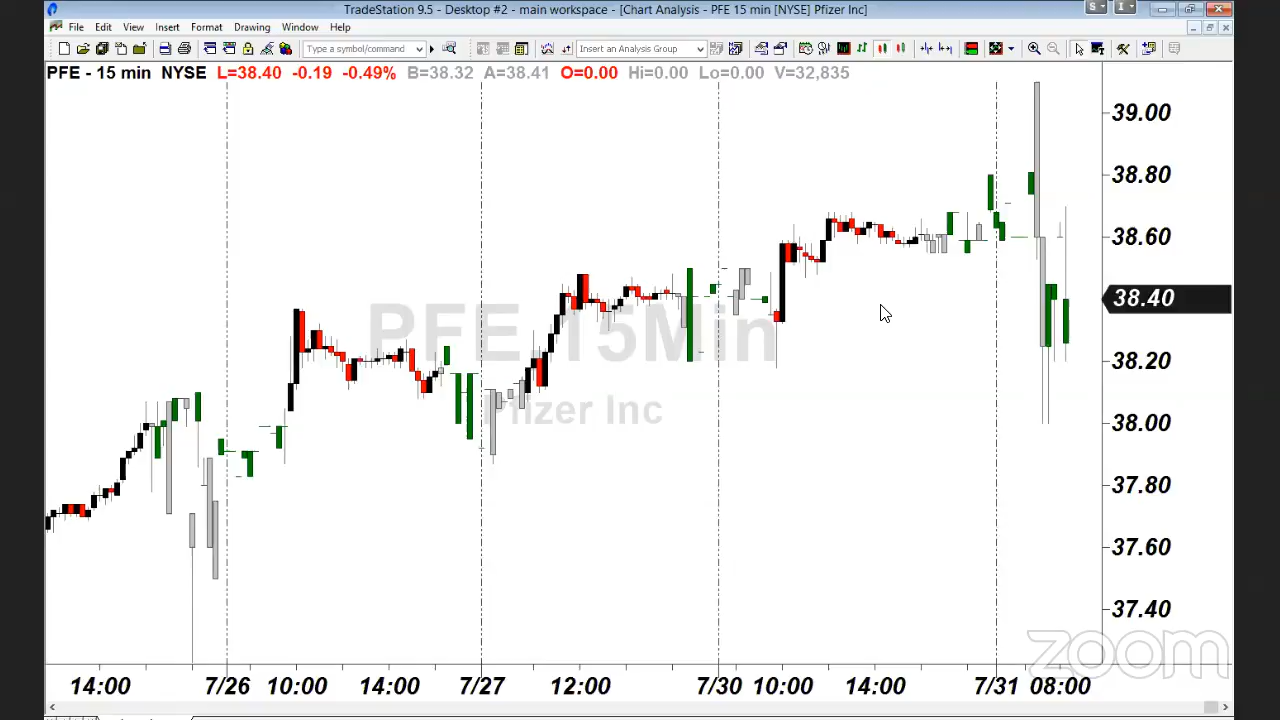 TradeStation 9.5 - Desktop #2 - main workspace - [Chart Analysis - PFE 15 min [NYSE] Pfizer Inc]
S I
File Edit View Insert Format Drawing Window Help
Type a symbol/command Insert an Analysis Group
PFE - 15 min NYSE L=38.40 -0.19 -0.49% B=38.32 A=38.41 O=0.00 Hi=0.00 Lo=0.00 V=32,835
39.00
38.80
38.60
38.40
38.20
38.00
37.80
37.60
37.40
PFE,15Min
Pfizer Inc
zoom
14:00 7/26 10:00 14:00 7/27 12:00 7/30 10:00 14:00 7/31 08:00